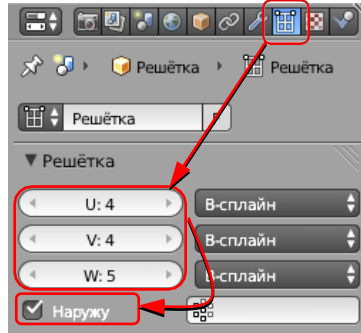 Решётка Решётка
Решётка
Решётка
U: 4 В-сплайн
V: 4 В-сплайн
W: 5 В-сплайн
Наружу